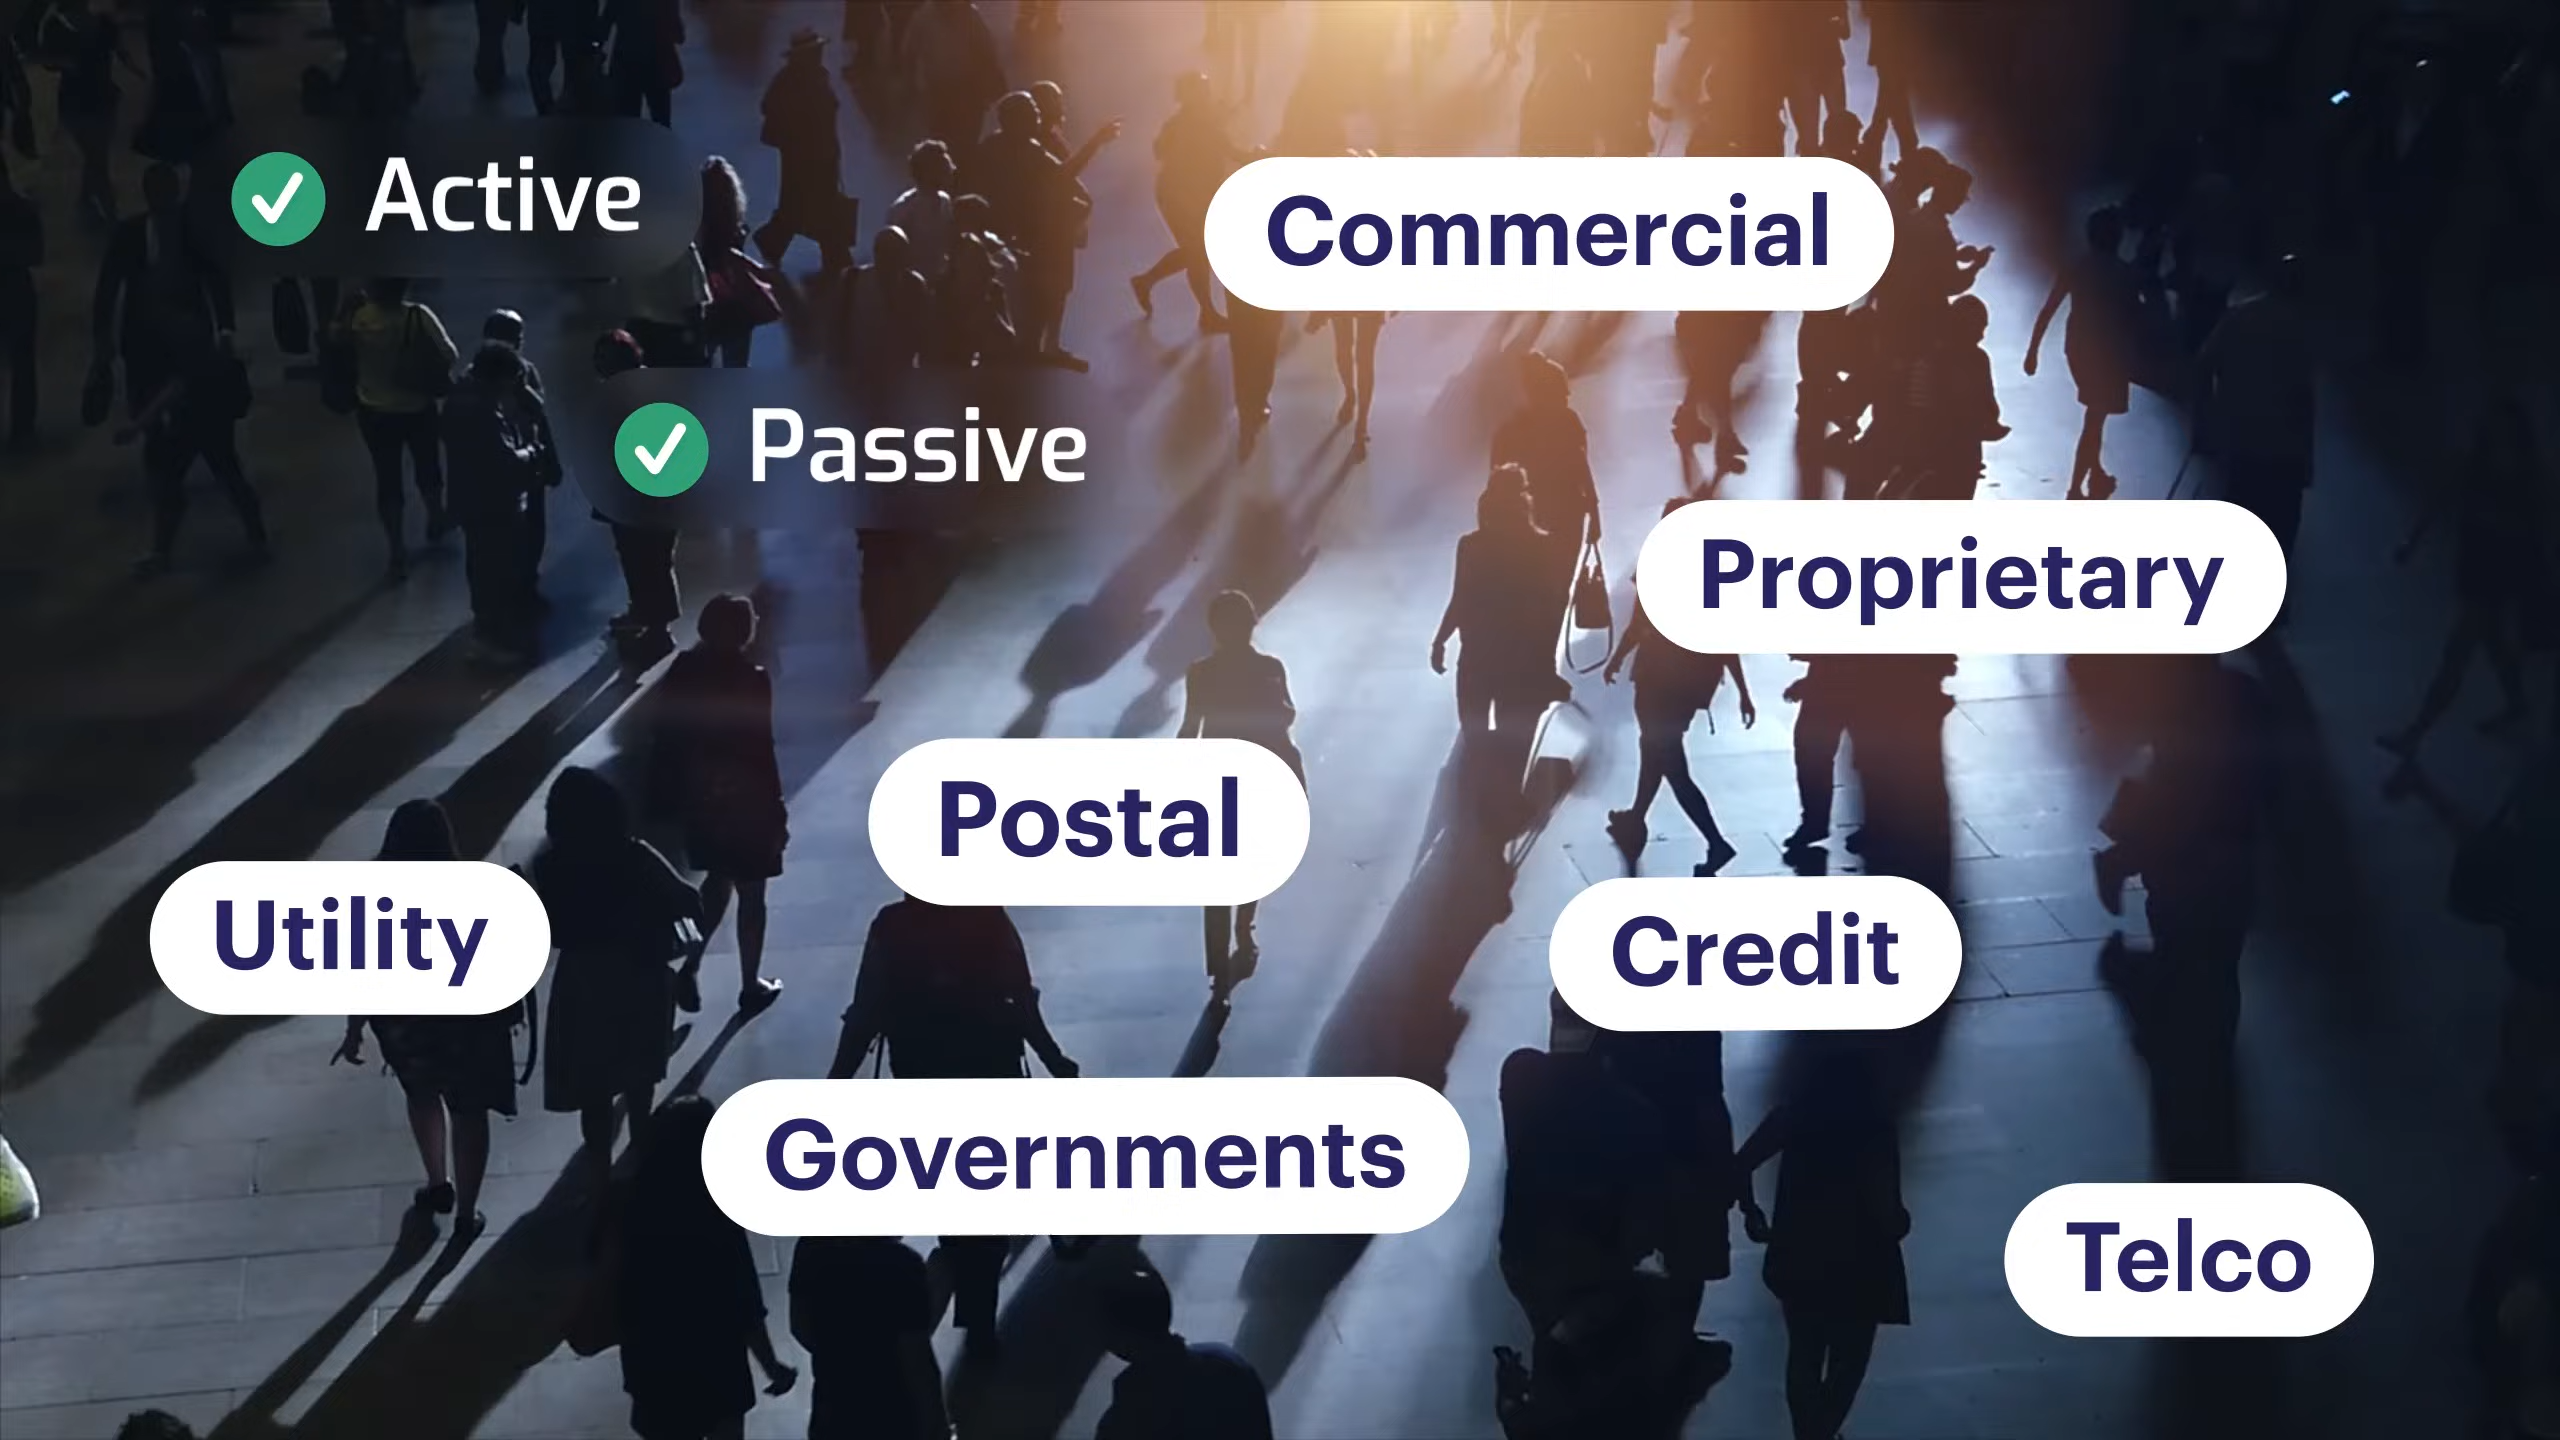 Active
Commercial
Passive
Proprietary
Postal
Utility
Credit
Governments
Telco